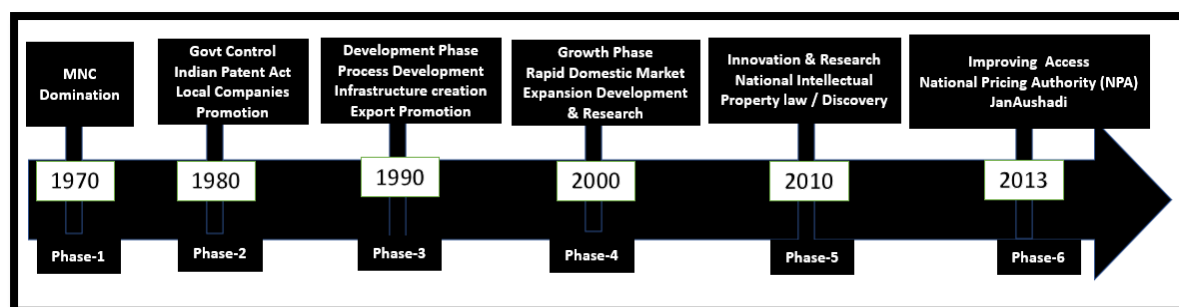 MNC
Domination
Govt Control
Indian Patent Act
Local Companies
Promotion
Development Phase
Process Development
Infrastructure creation
Export Promotion
Growth Phase
Rapid Domestic Market
Expansion Development
& Research
Innovation & Research
National Intellectual
Property law / Discovery
Improving Access
National Pricing Authority (NPA)
JanAushadi
1970
1980
1990
2000
2010
2013
Phase-1
Phase-2
Phase-3
Phase-4
Phase-5
Phase-6